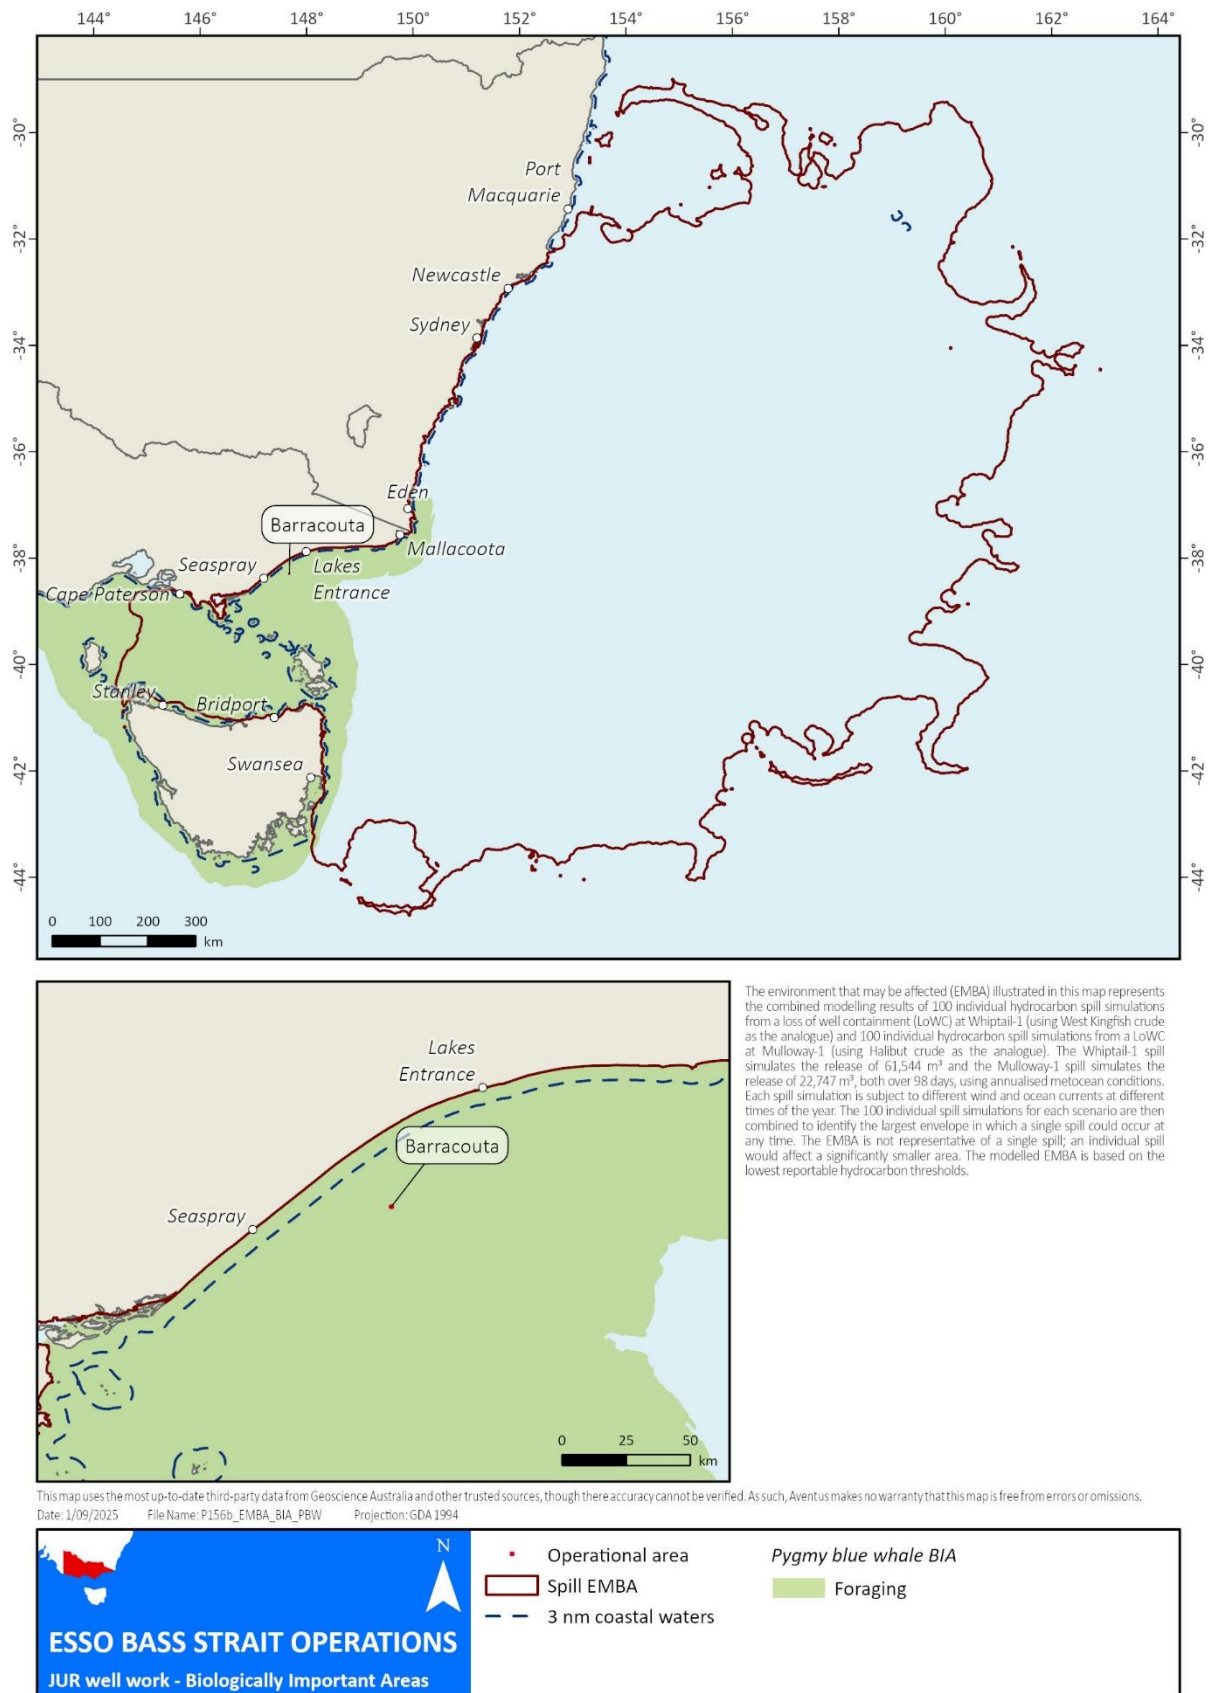 144° 146° 148° 150° 152° 154° 156° 158° 160° 162° 164°
-30° -30°
Port
Macquarie
-32° -32°
Newcastle
Sydney
-34° -34°
-36° -36°
Eden
Barracouta
Mallacoota
-38° -38°
Seaspray
Lakes
Entrance
Cape Paterson
-40° -40°
Stanley
Bridport
Swansea
-42° -42°
-44° -44°
0 100 200 300
km
Lakes
Entrance
Barracouta
Seaspray
0 25 50
km
The environment that may be affected (EMBA) illustrated in this map represents
the combined modelling results of 100 individual hydrocarbon spill simulations
from a loss of well containment (LoWC) at Whiptail-1 (using West Kingfish crude
as the analogue) and 100 individual hydrocarbon spill simulations from a LoWC
at Mulloway-1 (using Halibut crude as the analogue). The Whiptail-1 spill
simulates the release of 61,544 m³ and the Mulloway-1 spill simulates the
release of 22,747 m³, both over 98 days, using annualised metocean conditions.
Each spill simulation is subject to different wind and ocean currents at different
times of the year. The 100 individual spill simulations for each scenario are then
combined to identify the largest envelope in which a single spill could occur at
any time. The EMBA is not representative of a single spill; an individual spill
would affect a significantly smaller area. The modelled EMBA is based on the
lowest reportable hydrocarbon thresholds.
This map uses the most up-to-date third-party data from Geoscience Australia and other trusted sources, though there accuracy cannot be verified. As such, Aventus makes no warranty that this map is free from errors or omissions.
Date: 1/09/2025 File Name: P156b_EMBA_BIA_PBW Projection: GDA 1994
N
ESSO BASS STRAIT OPERATIONS
JUR well work - Biologically Important Areas
Operational area
Spill EMBA
3 nm coastal waters
Pygmy blue whale BIA
Foraging